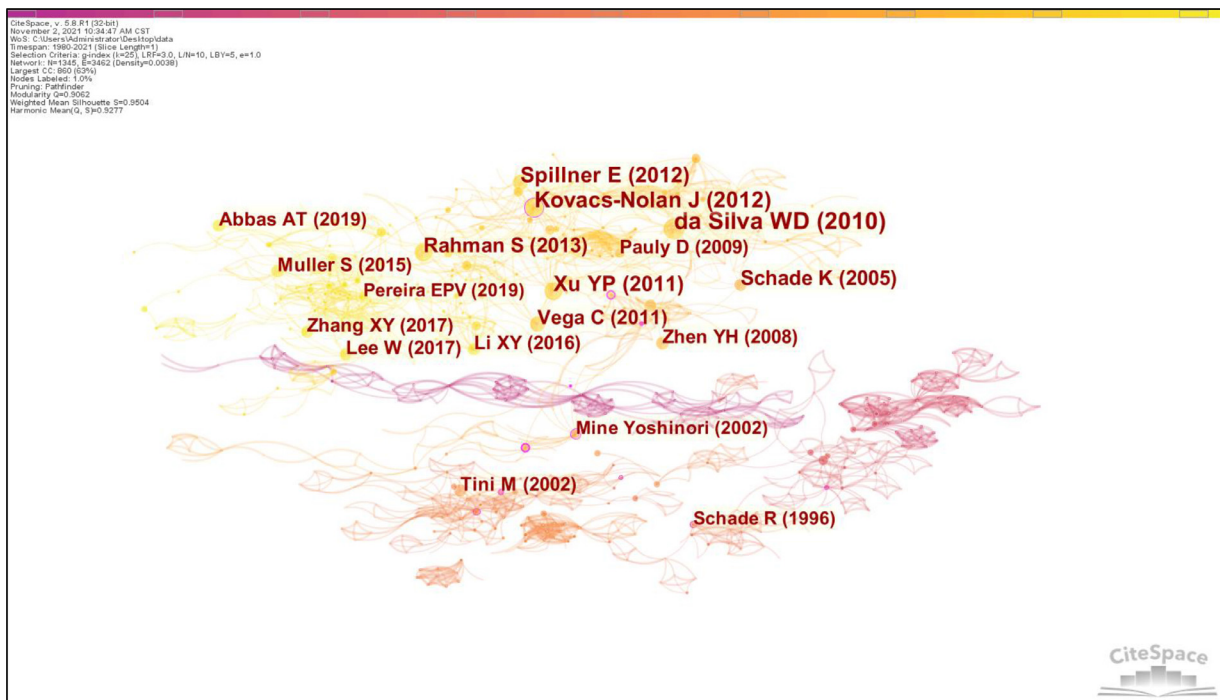 CiteSpace, v. 5.8.R1 (32-bit)
November 2, 2021 10:34:47 AM CST
WoS: C:\Users\Administrator\Desktop\data
Timespan: 1980-2021 (Slice Length=1)
Selection Criteria: g-index (k=25), LRF=3.0, L/N=10, LBY=5, e=1.0
Network: N=1345, E=3462 (Density=0.0038)
Largest CC: 860 (63%)
Nodes Labeled: 1.0%
Pruning: Pathfinder
Modularity Q=0.9062
Weighted Mean Silhouette S=0.9504
Harmonic Mean(Q, S)=0.9277
Spillner E (2012)
Kovacs-Nolan J (2012)
Abbas AT (2019)
da Silva WD (2010)
Rahman S (2013)
Pauly D (2009)
Muller S (2015)
Schade K (2005)
Pereira EPV (2019)
Xu YP (2011)
Vega C (2011)
Zhang XY (2017)
Zhen YH (2008)
Lee W (2017)
Li XY (2016)
Mine Yoshinori (2002)
Tini M (2002)
Schade R (1996)
CiteSpace